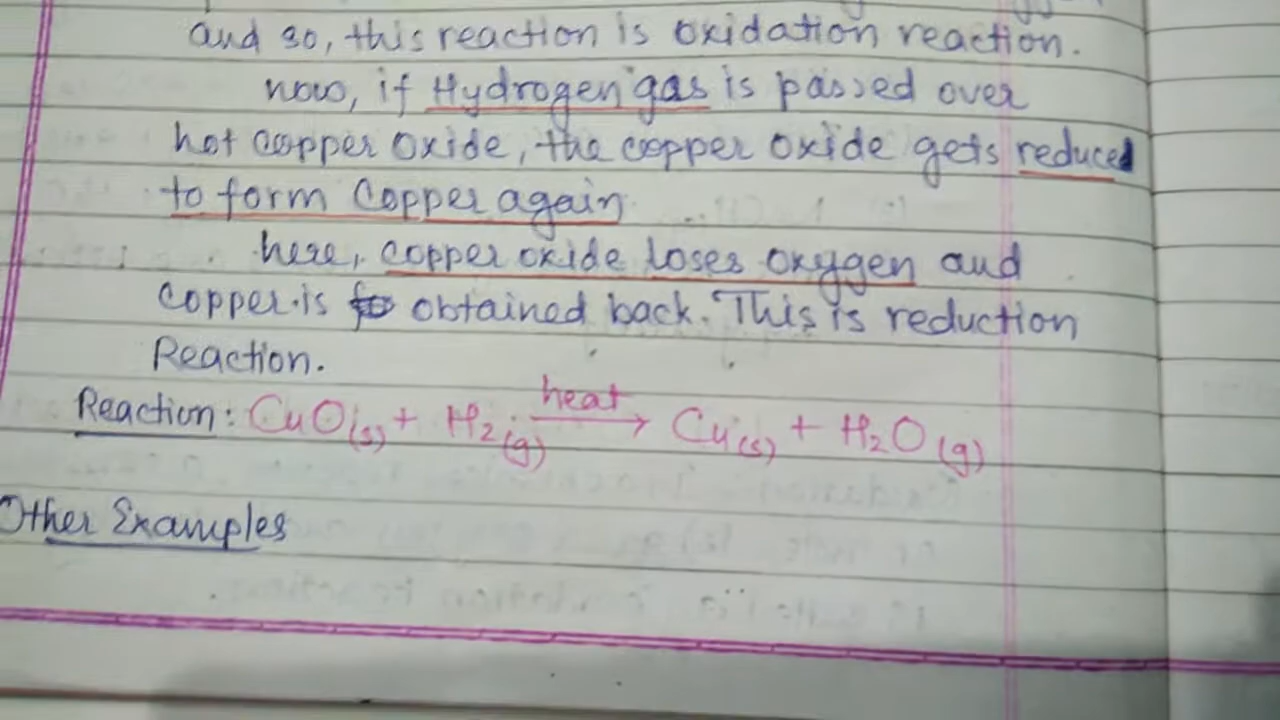 and so, this reaction is oxidation reaction.
now, if Hydrogen gas is passed over
hot copper oxide, the copper oxide gets reduced
to form Copper again
here, copper oxide loses oxygen and
copper is obtained back. This is reduction
Reaction.
Reaction: CuO(s) + H₂(g) heat → Cu(s) + H₂O(g)
Other Examples